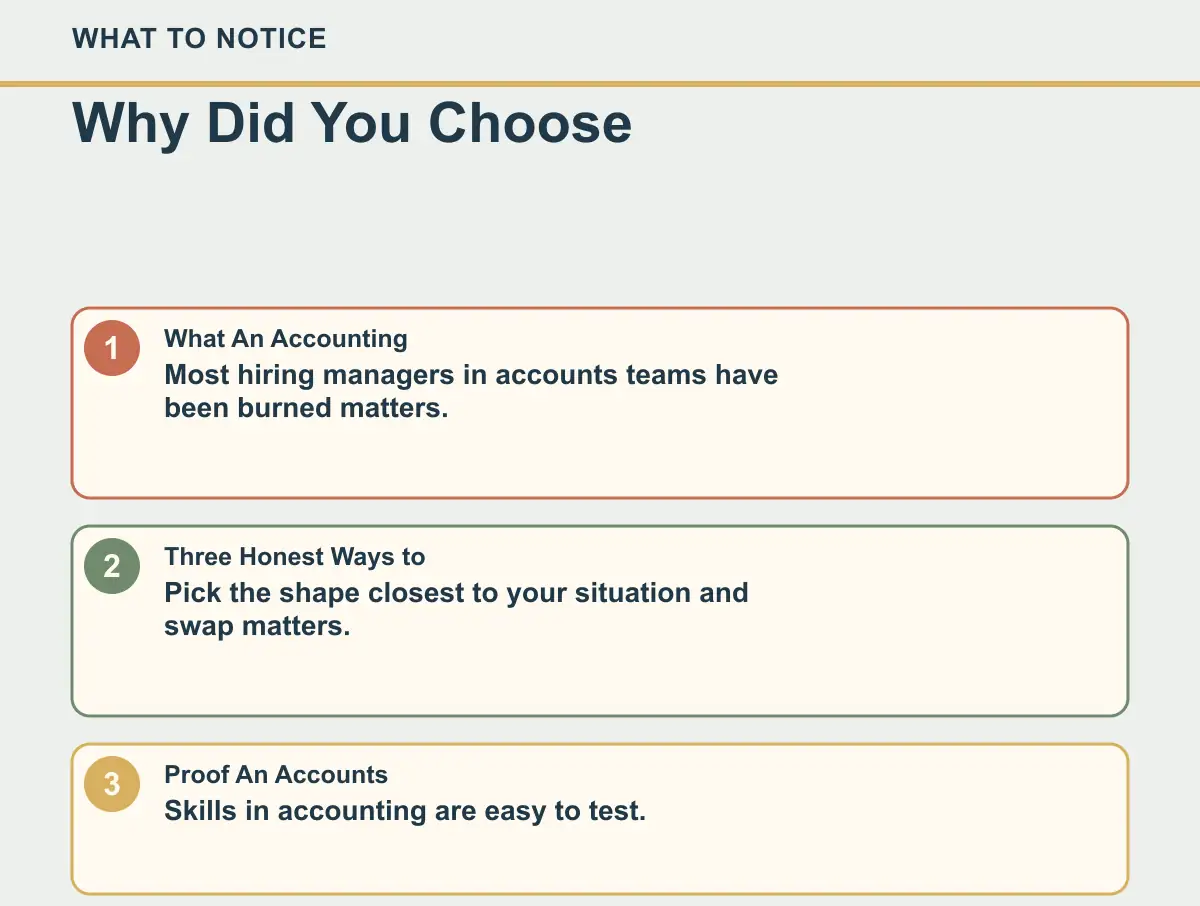 WHAT TO NOTICE
Why Did You Choose
1
What An Accounting
Most hiring managers in accounts teams have
been burned matters.
2
Three Honest Ways to
Pick the shape closest to your situation and
swap matters.
3
Proof An Accounts
Skills in accounting are easy to test.